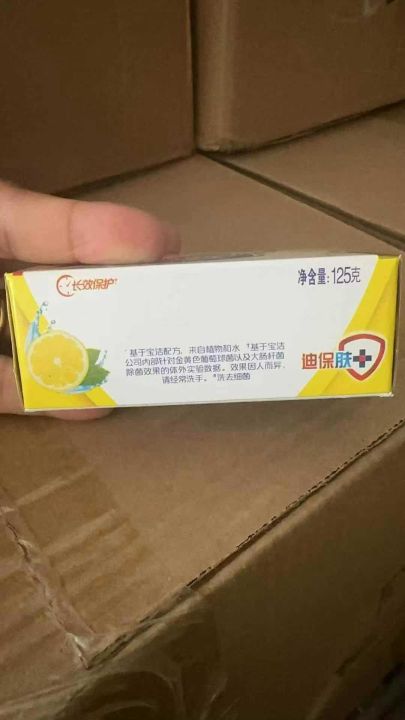 长效保护†
净含量:125克
*基于宝洁配方，来自植物和水 †基于宝洁
公司内部针对金黄色葡萄球菌以及大肠杆菌
除菌效果的体外实验数据。效果因人而异，
请经常洗手。*洗去细菌
迪保肤